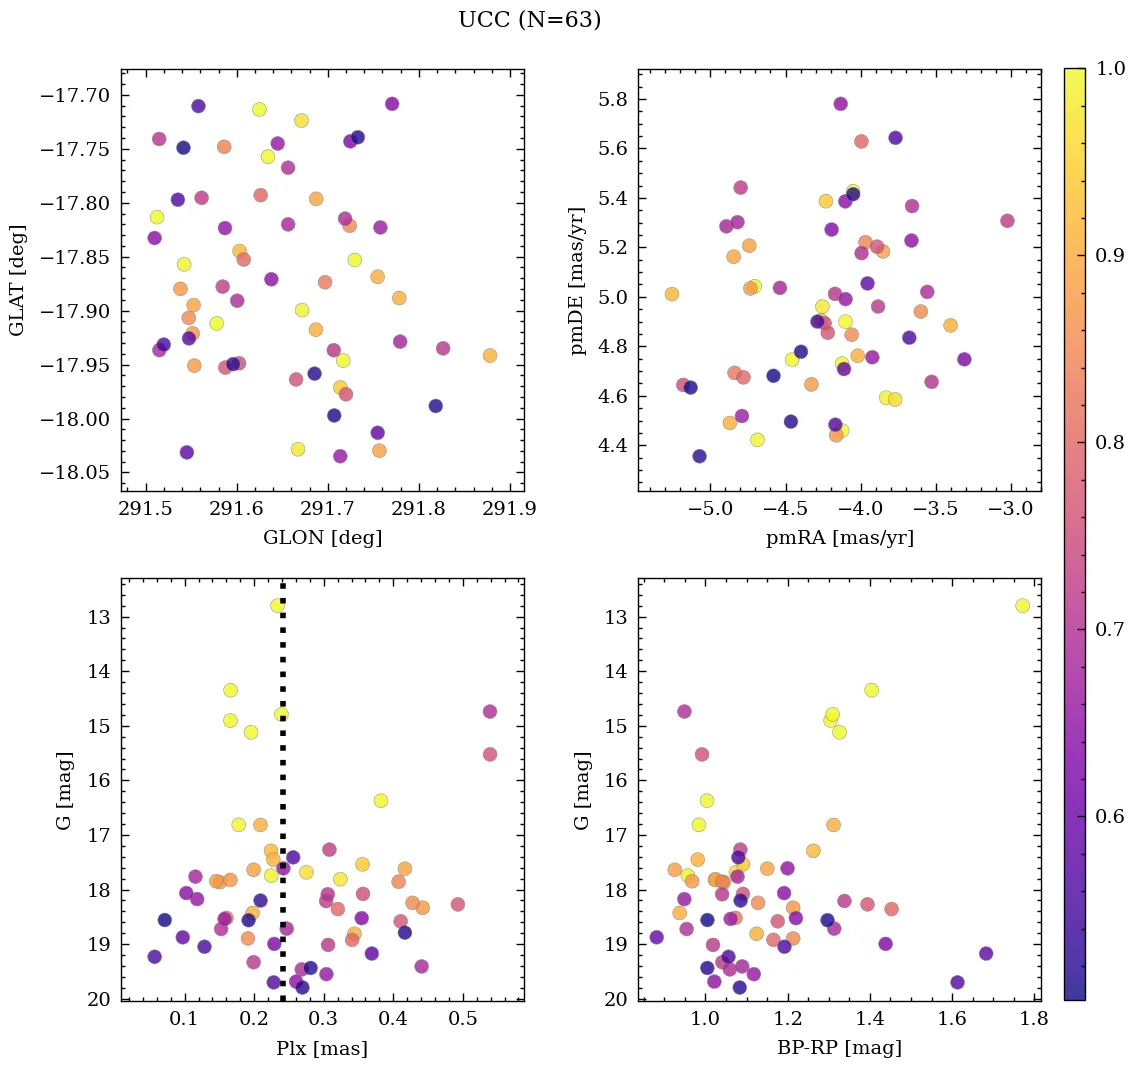 UCC (N=63)
−17.70
−17.75
−17.80
−17.85
−17.90
−17.95
−18.00
−18.05
GLAT [deg]
291.5 291.6 291.7 291.8 291.9
GLON [deg]
5.8
5.6
5.4
5.2
5.0
4.8
4.6
4.4
pmDE [mas/yr]
−5.0 −4.5 −4.0 −3.5 −3.0
pmRA [mas/yr]
1.0
0.9
0.8
0.7
0.6
13
14
15
16
17
18
19
20
G [mag]
0.1 0.2 0.3 0.4 0.5
Plx [mas]
13
14
15
16
17
18
19
20
G [mag]
1.0 1.2 1.4 1.6 1.8
BP-RP [mag]